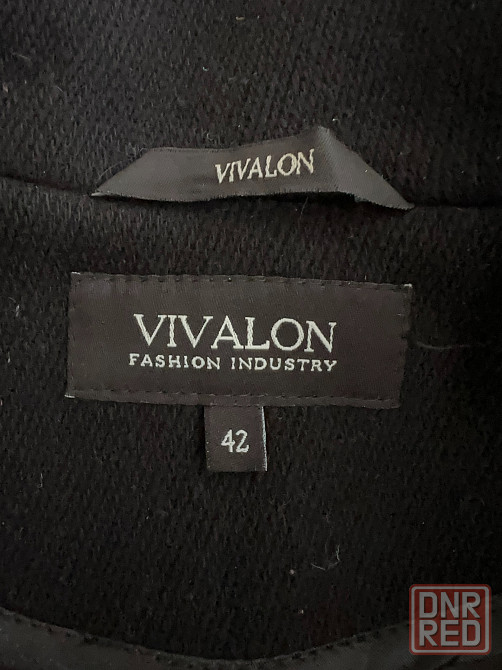 VIVALON
VIVALON
FASHION INDUSTRY
42
DNR
RED